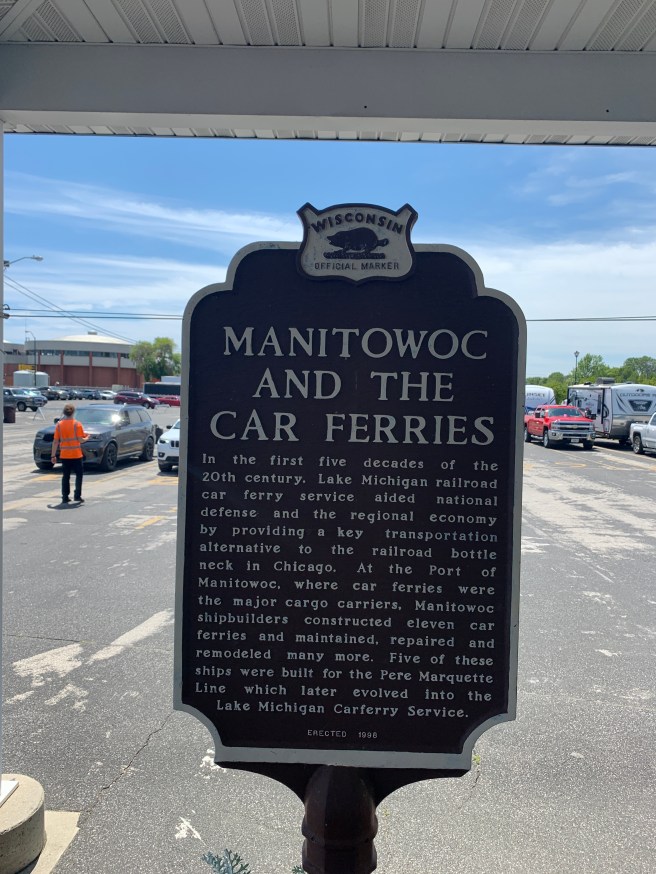 WISCONSIN
OFFICIAL MARKER
MANITOWOC
AND THE
CAR FERRIES
In the first five decades of the
20th century, Lake Michigan railroad
car ferry service aided national
defense and the regional economy
by providing a key transportation
alternative to the railroad bottle
neck in Chicago. At the Port of
Manitowoc, where car ferries were
the major cargo carriers, Manitowoc
shipbuilders constructed eleven car
ferries and maintained, repaired and
remodeled many more. Five of these
ships were built for the Pere Marquette
Line which later evolved into the
Lake Michigan Carferry Service.
ERECTED 1998